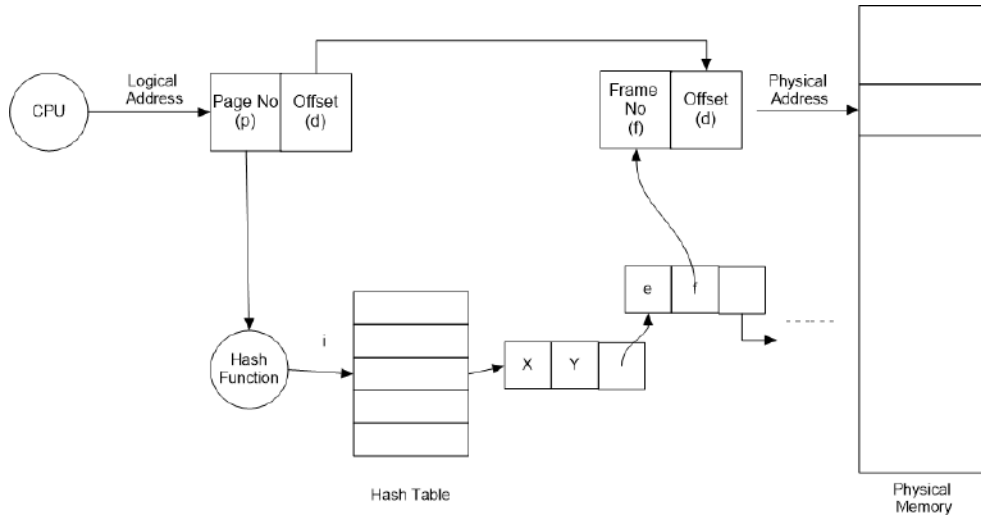 CPU
Logical
Address
Page No
(p)
Offset
(d)
Frame
No
(f)
Offset
(d)
Physical
Address
e
f
Hash
Function
i
X
Y
Hash Table
Physical
Memory